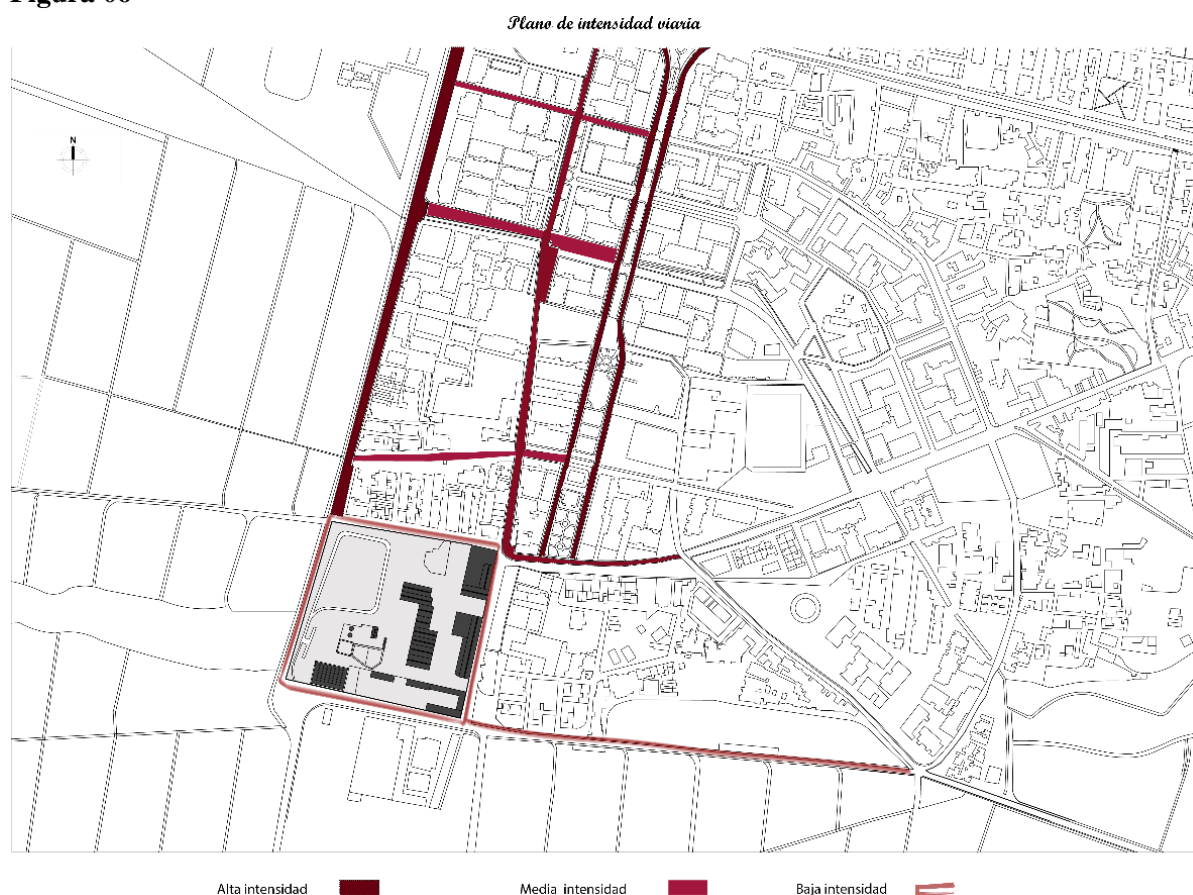 Plano de intensidad viaria
N
Alta intensidad
Media intensidad
Baja intensidad